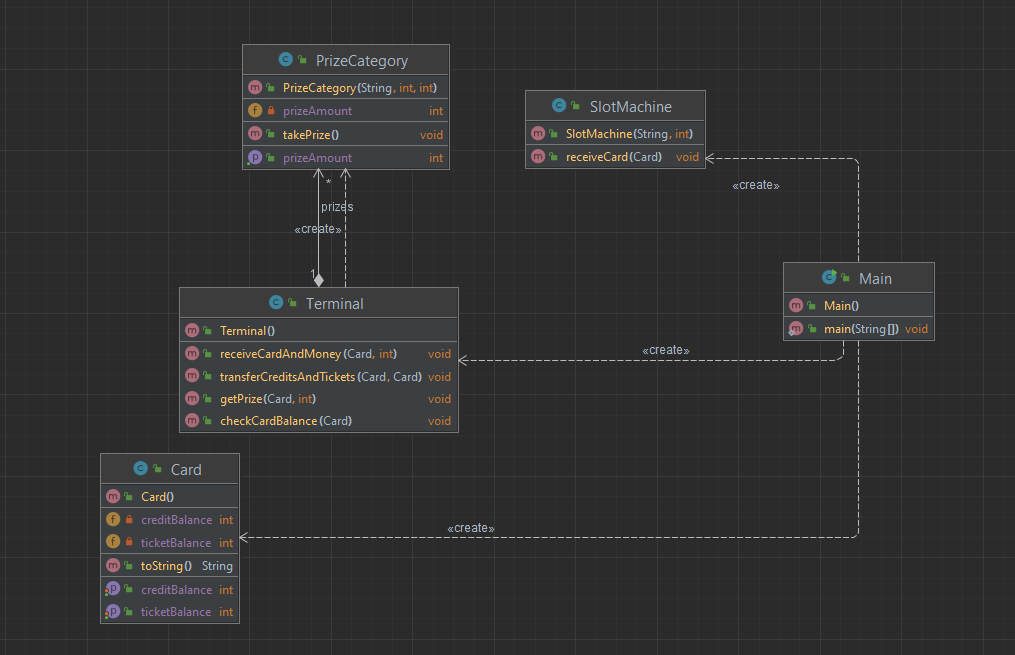 PrizeCategory
PrizeCategory(String, int, int)
prizeAmount int
takePrize() void
prizeAmount int
SlotMachine
SlotMachine(String, int)
receiveCard(Card) void
«create»
*
prizes
«create»
1
Main
Main()
main(String[]) void
Terminal
Terminal()
receiveCardAndMoney(Card, int) void
transferCreditsAndTickets(Card, Card) void
getPrize(Card, int) void
checkCardBalance(Card) void
«create»
Card
Card()
creditBalance int
ticketBalance int
toString() String
creditBalance int
ticketBalance int
«create»